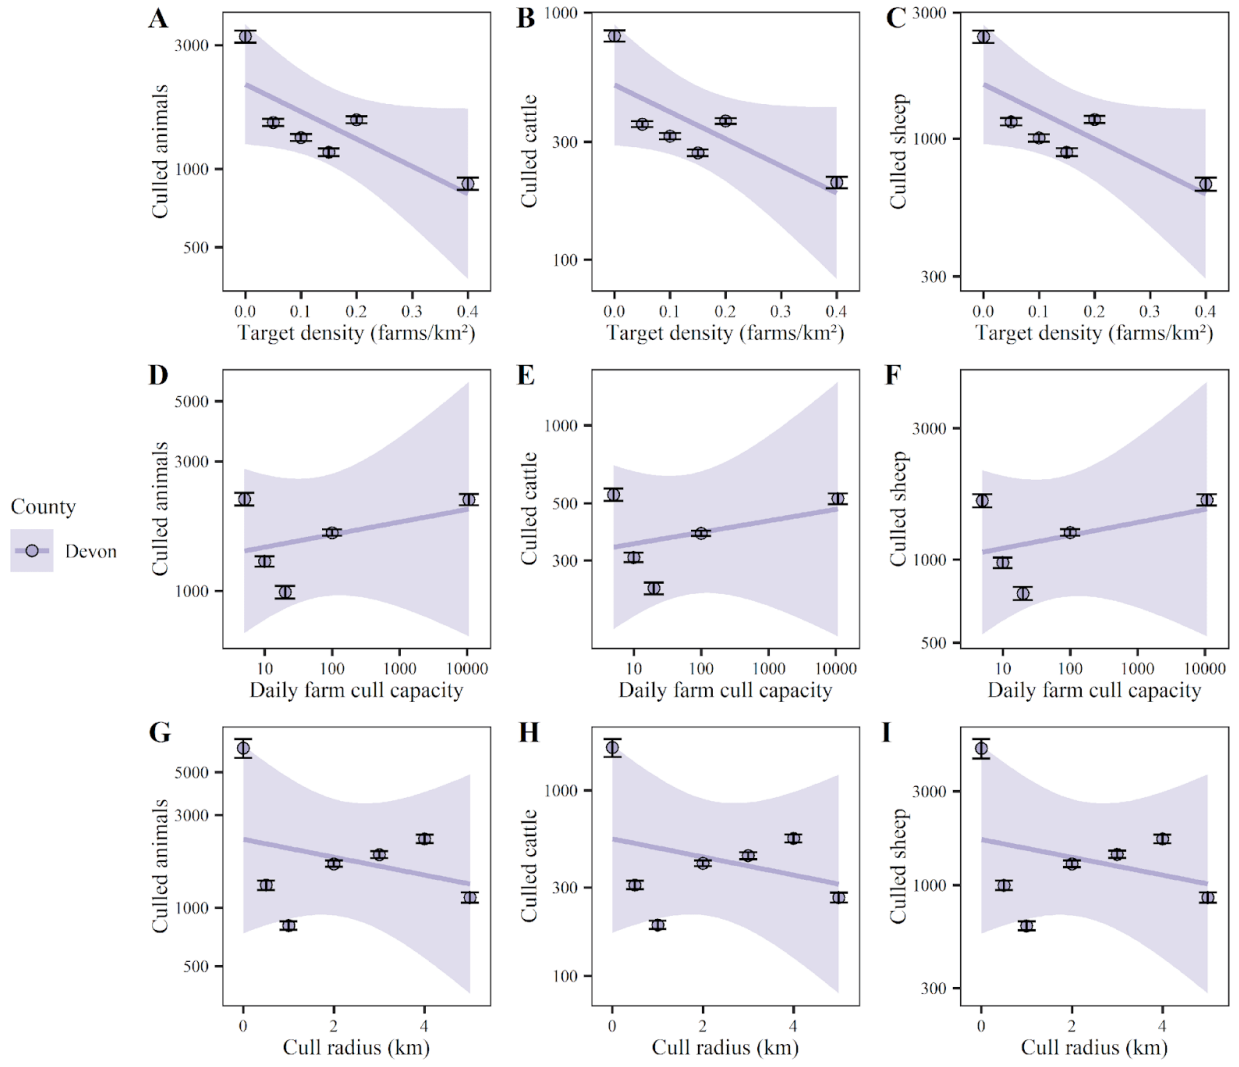 A
B
C
Culled animals
3000
1000
500
0.0 0.1 0.2 0.3 0.4
Target density (farms/km²)
Culled cattle
1000
300
100
0.0 0.1 0.2 0.3 0.4
Target density (farms/km²)
Culled sheep
3000
1000
300
0.0 0.1 0.2 0.3 0.4
Target density (farms/km²)
County
Devon
D
E
F
Culled animals
5000
3000
1000
10 100 1000 10000
Daily farm cull capacity
Culled cattle
1000
500
300
10 100 1000 10000
Daily farm cull capacity
Culled sheep
3000
1000
500
10 100 1000 10000
Daily farm cull capacity
G
H
I
Culled animals
5000
3000
1000
500
0 2 4
Cull radius (km)
Culled cattle
1000
300
100
0 2 4
Cull radius (km)
Culled sheep
3000
1000
300
0 2 4
Cull radius (km)